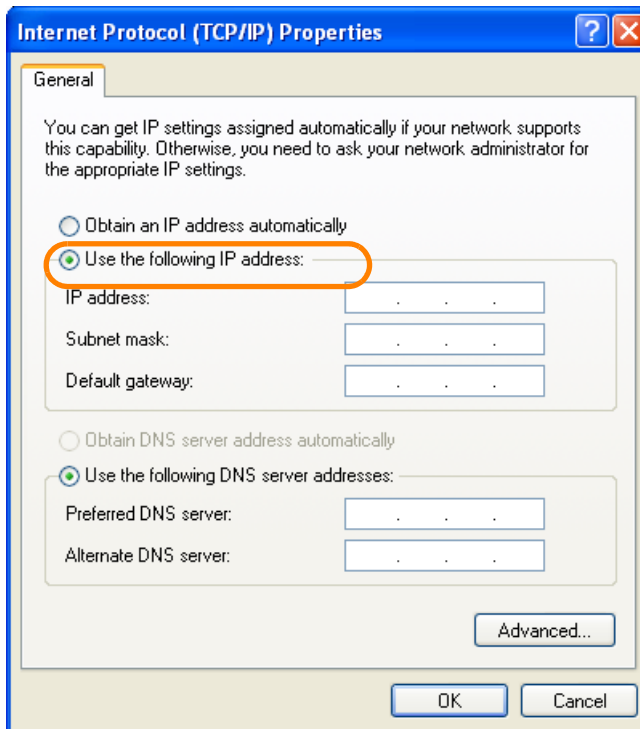 Internet Protocol (TCP/IP) Properties
General
You can get IP settings assigned automatically if your network supports
this capability. Otherwise, you need to ask your network administrator for
the appropriate IP settings.
Obtain an IP address automatically
Use the following IP address:
IP address:
Subnet mask:
Default gateway:
Obtain DNS server address automatically
Use the following DNS server addresses:
Preferred DNS server:
Alternate DNS server:
Advanced...
OK
Cancel